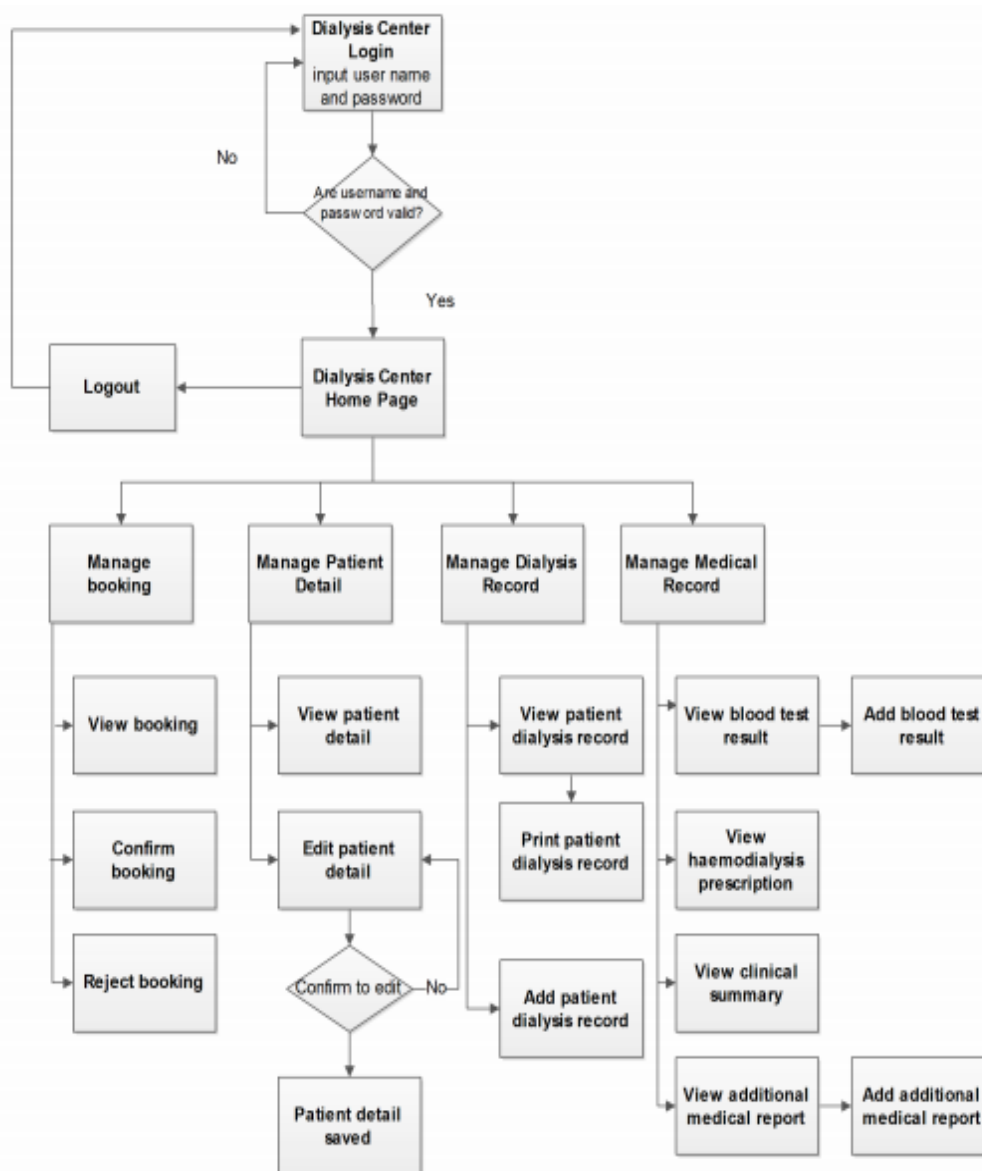 Dialysis Center
Login
input user name
and password
No
Are username and
password valid?
Yes
Logout
Dialysis Center
Home Page
Manage
booking
Manage Patient
Detail
Manage Dialysis
Record
Manage Medical
Record
View booking
View patient
detail
View patient
dialysis record
View blood test
result
Add blood test
result
Confirm
booking
Edit patient
detail
Print patient
dialysis record
View
haemodialysis
prescription
Reject booking
Confirm to edit
No
Add patient
dialysis record
View clinical
summary
Patient detail
saved
View additional
medical report
Add additional
medical report